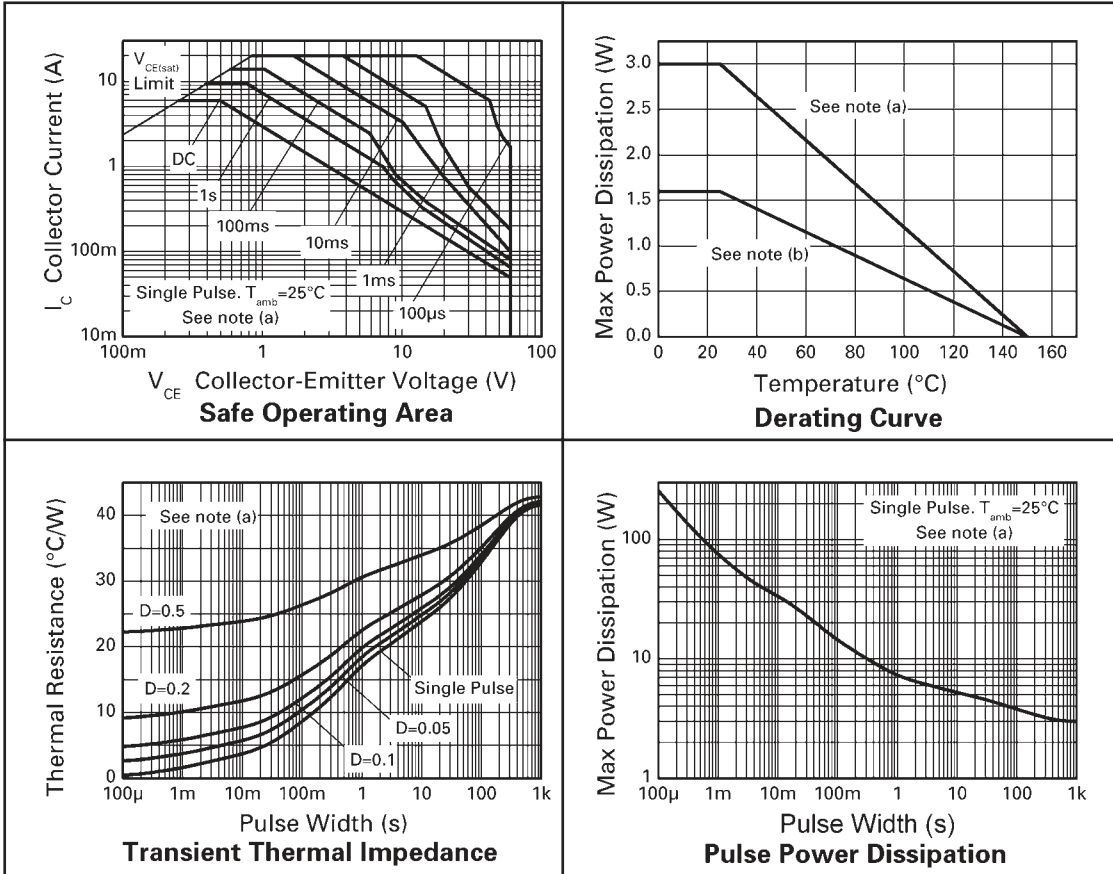 I_C Collector Current (A)
10
1
100m
10m
V_CE(sat)
Limit
DC
1s
100ms
10ms
1ms
100µs
Single Pulse. T_amb=25°C
See note (a)
100m 1 10 100
V_CE Collector-Emitter Voltage (V)
Safe Operating Area
Max Power Dissipation (W)
3.0
2.5
2.0
1.5
1.0
0.5
0.0
See note (a)
See note (b)
0 20 40 60 80 100 120 140 160
Temperature (°C)
Derating Curve
Thermal Resistance (°C/W)
40
30
20
10
0
See note (a)
D=0.5
D=0.2
Single Pulse
D=0.05
D=0.1
100µ 1m 10m 100m 1 10 100 1k
Pulse Width (s)
Transient Thermal Impedance
Max Power Dissipation (W)
100
10
1
Single Pulse. T_amb=25°C
See note (a)
100µ 1m 10m 100m 1 10 100 1k
Pulse Width (s)
Pulse Power Dissipation